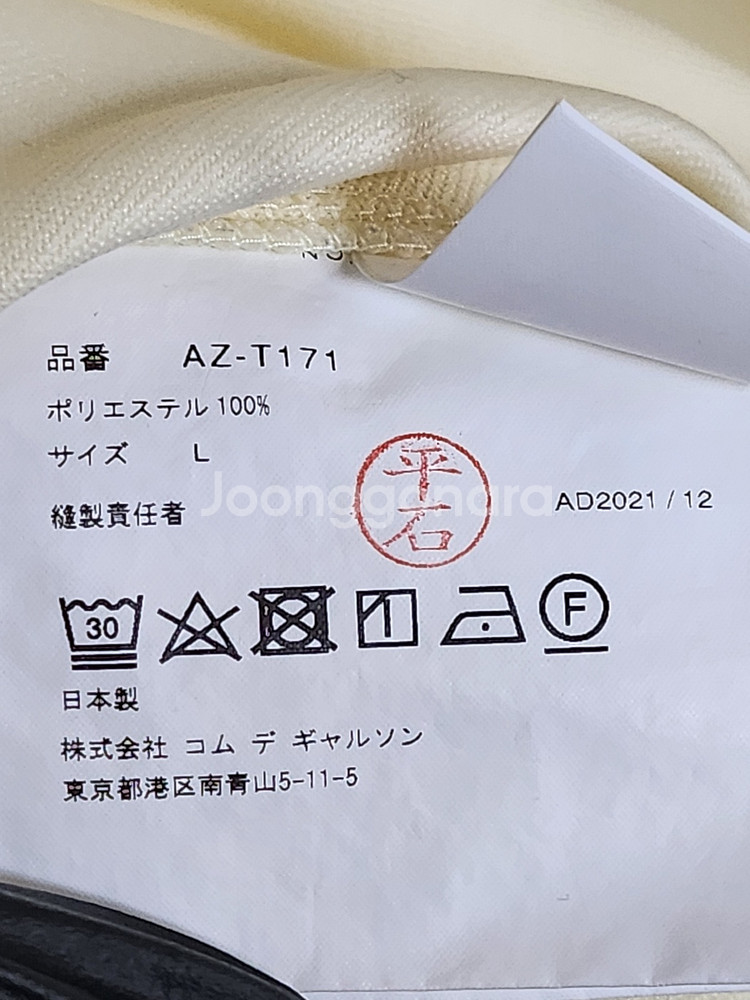 品番 AZ-T171
ポリエステル 100%
サイズ L
縫製責任者 平石 AD2021 / 12
Joonggonara
30 F
日本製
株式会社 コム デ ギャルソン
東京都港区南青山5-11-5